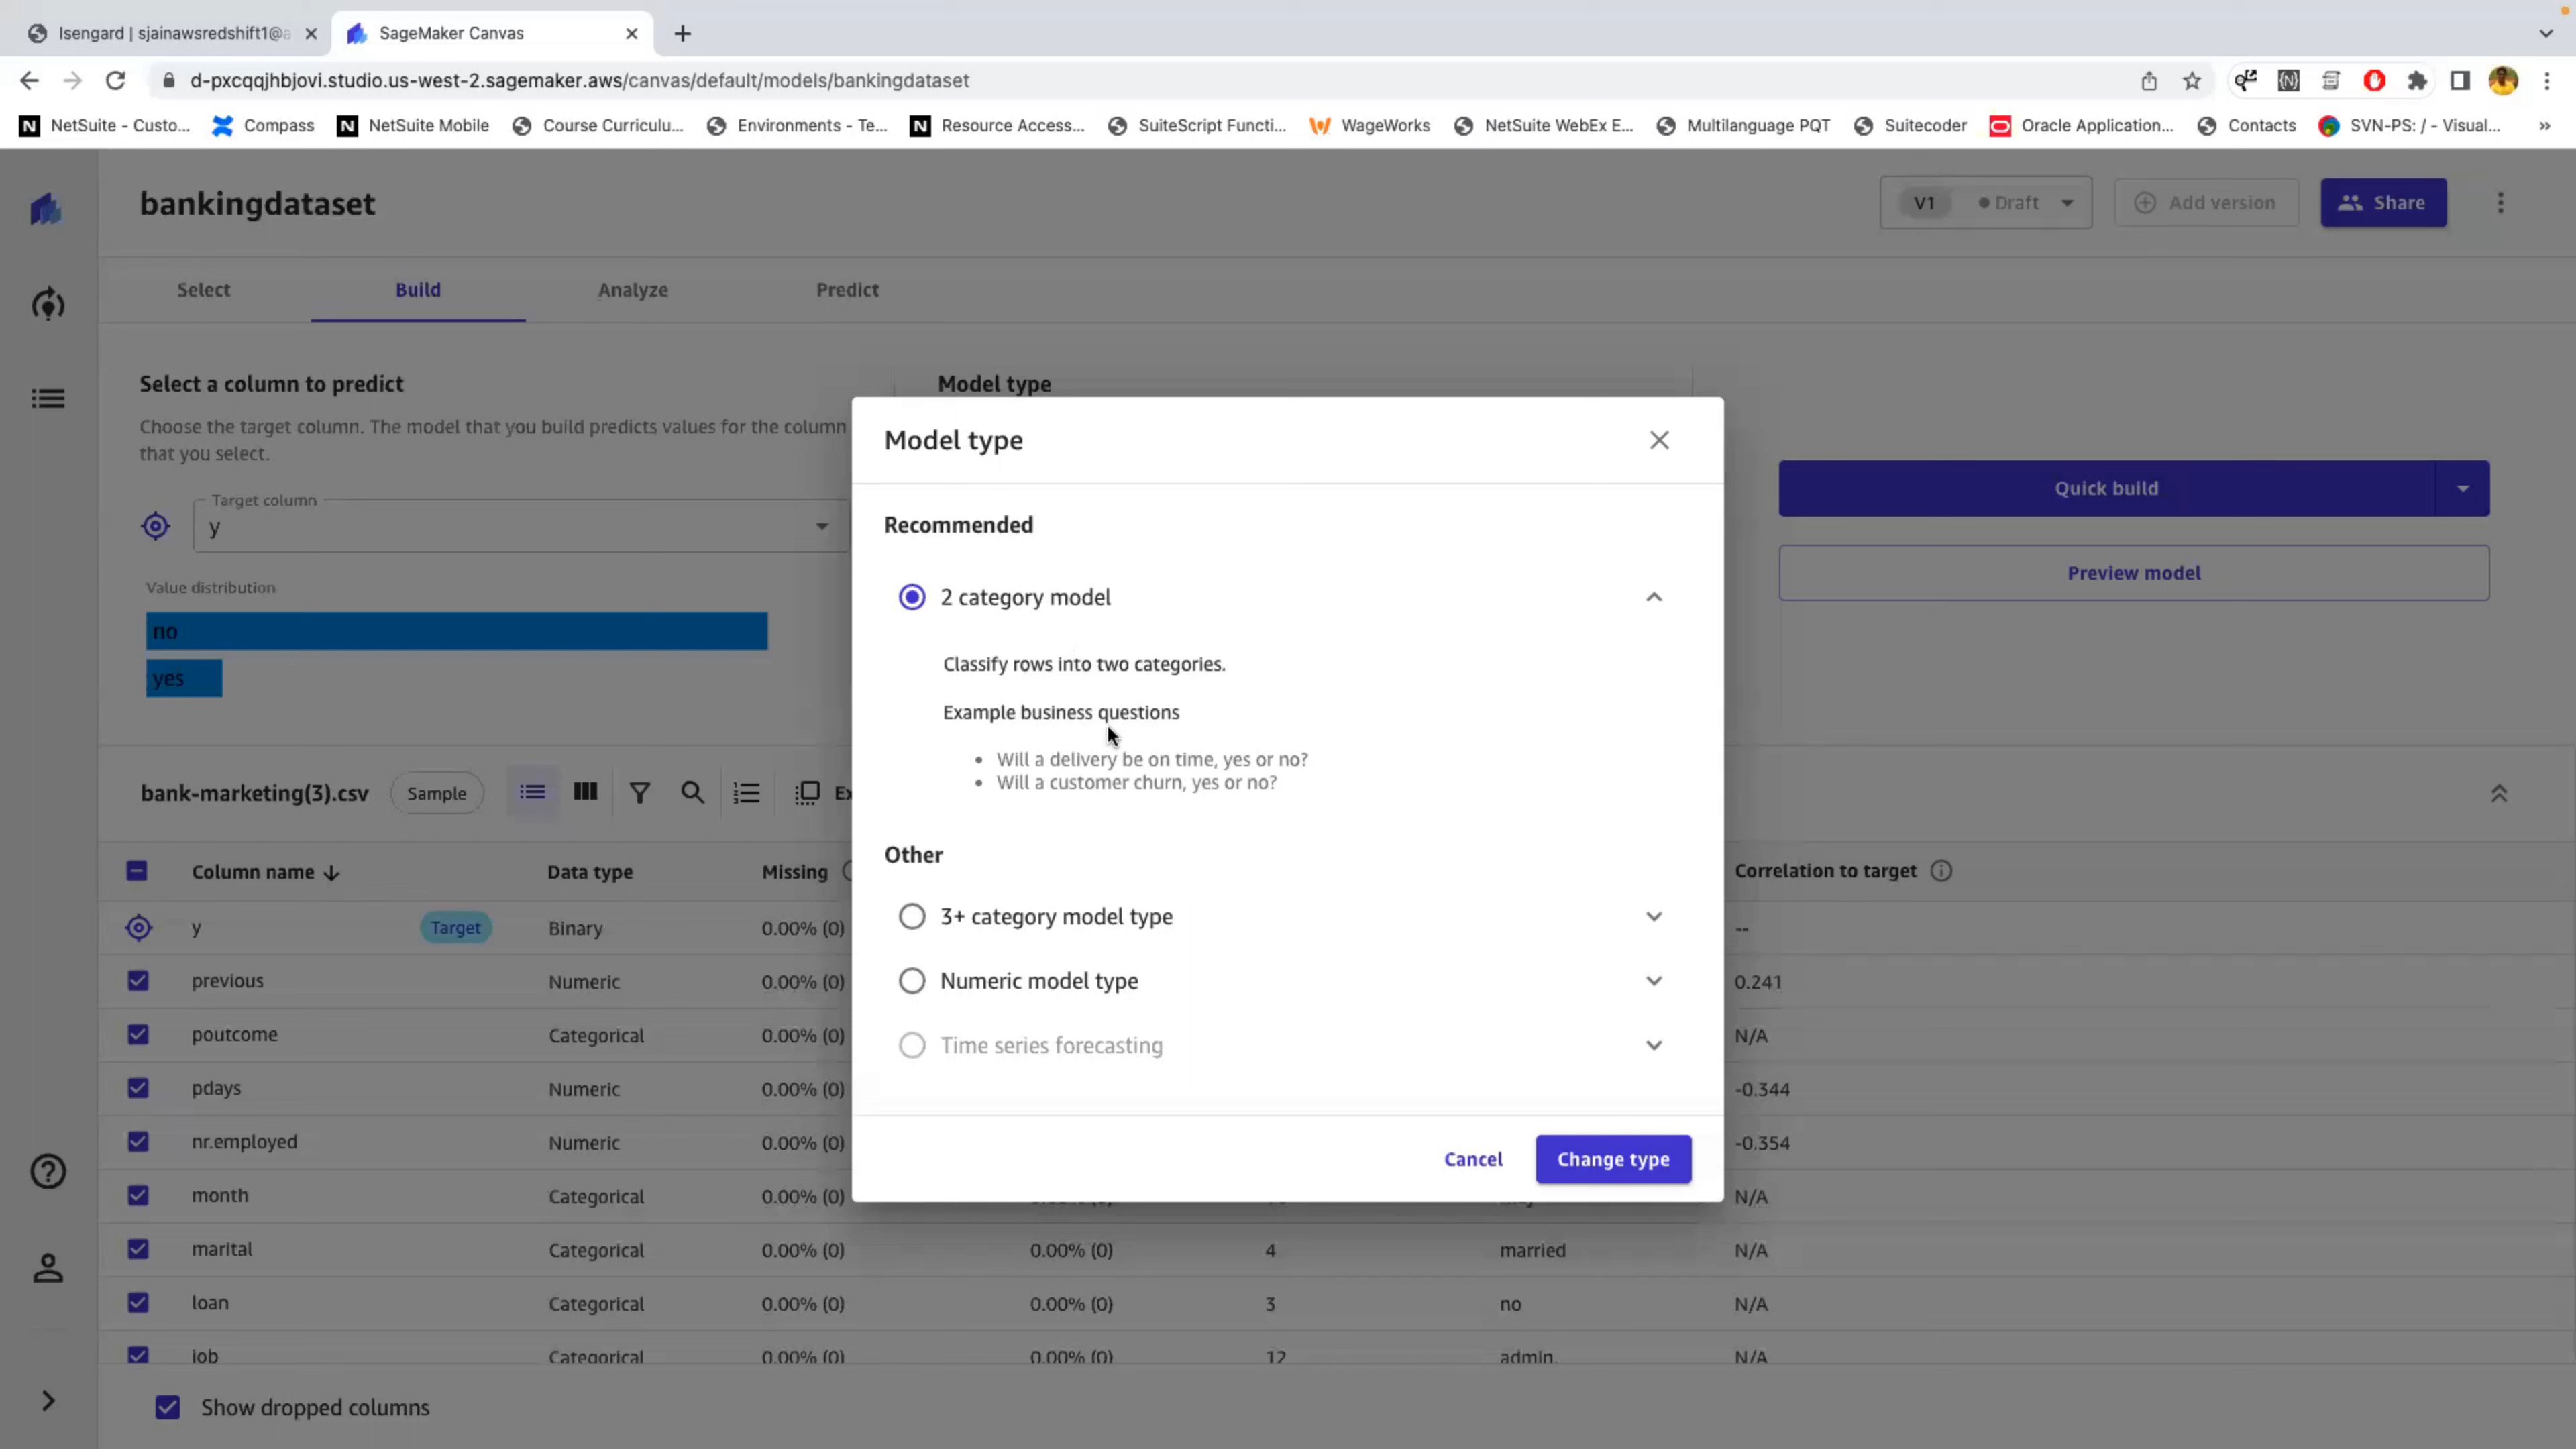 Isengard | sjainawsredshift1@a
SageMaker Canvas
d-pxcqqjhbjovi.studio.us-west-2.sagemaker.aws/canvas/default/models/bankingdataset
NetSuite - Custo... Compass NetSuite Mobile Course Curriculu... Environments - Te... Resource Access... SuiteScript Functi... WageWorks NetSuite WebEx E... Multilanguage PQT Suitecoder Oracle Application... Contacts SVN-PS: / - Visual... »
bankingdataset
V1 Draft Add version Share
Select Build Analyze Predict
Select a column to predict
Choose the target column. The model that you build predicts values for the column
that you select.
Target column
y
Value distribution
no
yes
Model type
Quick build
Preview model
Model type
Recommended
2 category model
Classify rows into two categories.
Example business questions
• Will a delivery be on time, yes or no?
• Will a customer churn, yes or no?
Other
3+ category model type
Numeric model type
Time series forecasting
Cancel Change type
bank-marketing(3).csv Sample
Column name Data type Missing Correlation to target
y Target Binary 0.00% (0) --
previous Numeric 0.00% (0) 0.241
poutcome Categorical 0.00% (0) N/A
pdays Numeric 0.00% (0) -0.344
nr.employed Numeric 0.00% (0) -0.354
month Categorical 0.00% (0) N/A
marital Categorical 0.00% (0) 0.00% (0) 4 married N/A
loan Categorical 0.00% (0) 0.00% (0) 3 no N/A
job Categorical 0.00% (0) 0.00% (0) 12 admin. N/A
Show dropped columns